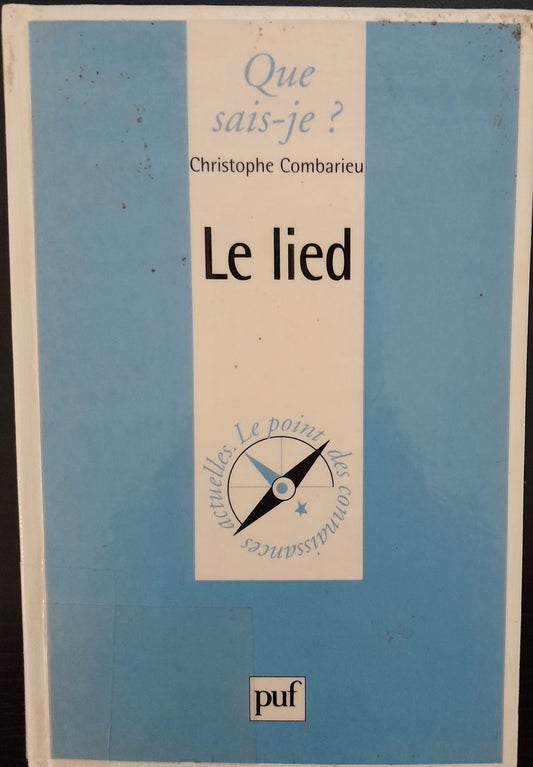 Que
sais-je ?
Christophe Combarieu
Le lied
Le point des connaissances actuelles.
puf